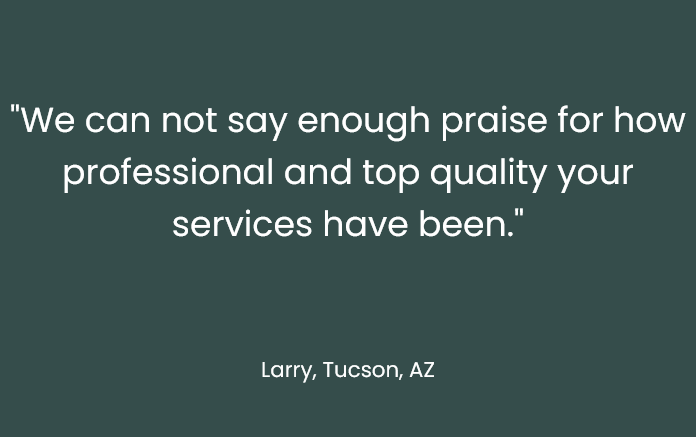 "We can not say enough praise for how
professional and top quality your
services have been."
Larry, Tucson, AZ